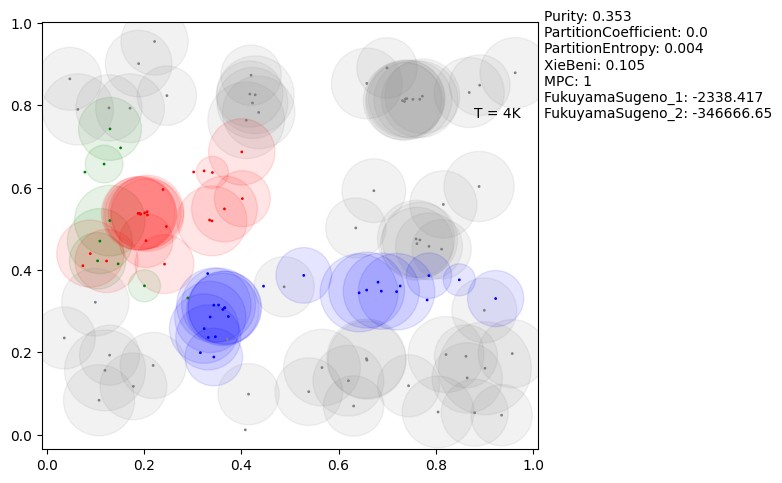 Purity: 0.353
PartitionCoefficient: 0.0
PartitionEntropy: 0.004
XieBeni: 0.105
MPC: 1
FukuyamaSugeno_1: -2338.417
FukuyamaSugeno_2: -346666.65
T = 4K
1.0
0.8
0.6
0.4
0.2
0.0
0.0 0.2 0.4 0.6 0.8 1.0